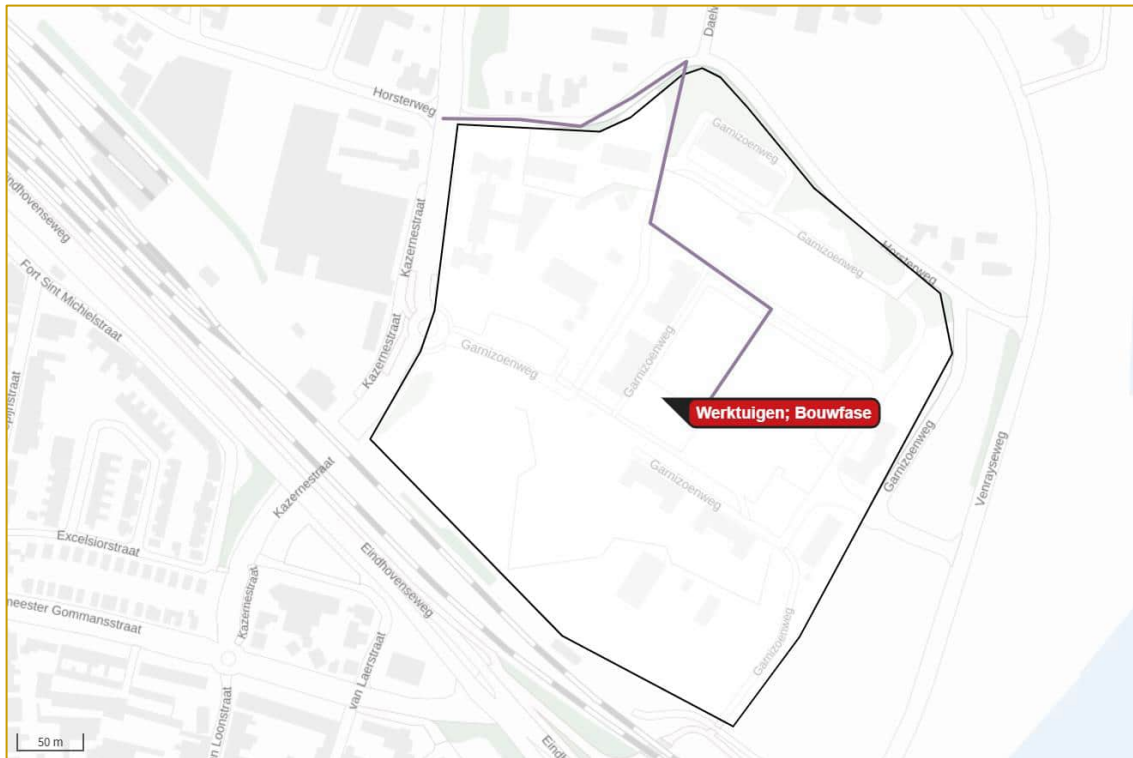 Daelw
Horsterweg
Garnizoenweg
Kazernestraat
Garnizoenweg
Horsterweg
Eindhovenseweg
Fort Sint Michielstraat
Kazernestraat
Garnizoenweg
Garnizoenweg
Werktuigen; Bouwfase
Garnizoenweg
Venrayseweg
Garnizoenweg
Kazernestraat
Excelsiorstraat
Eindhovenseweg
Kazernestraat
meester Gommansstraat
van Laerstraat
Garnizoenweg
n Loonstraat
50 m
Eindh